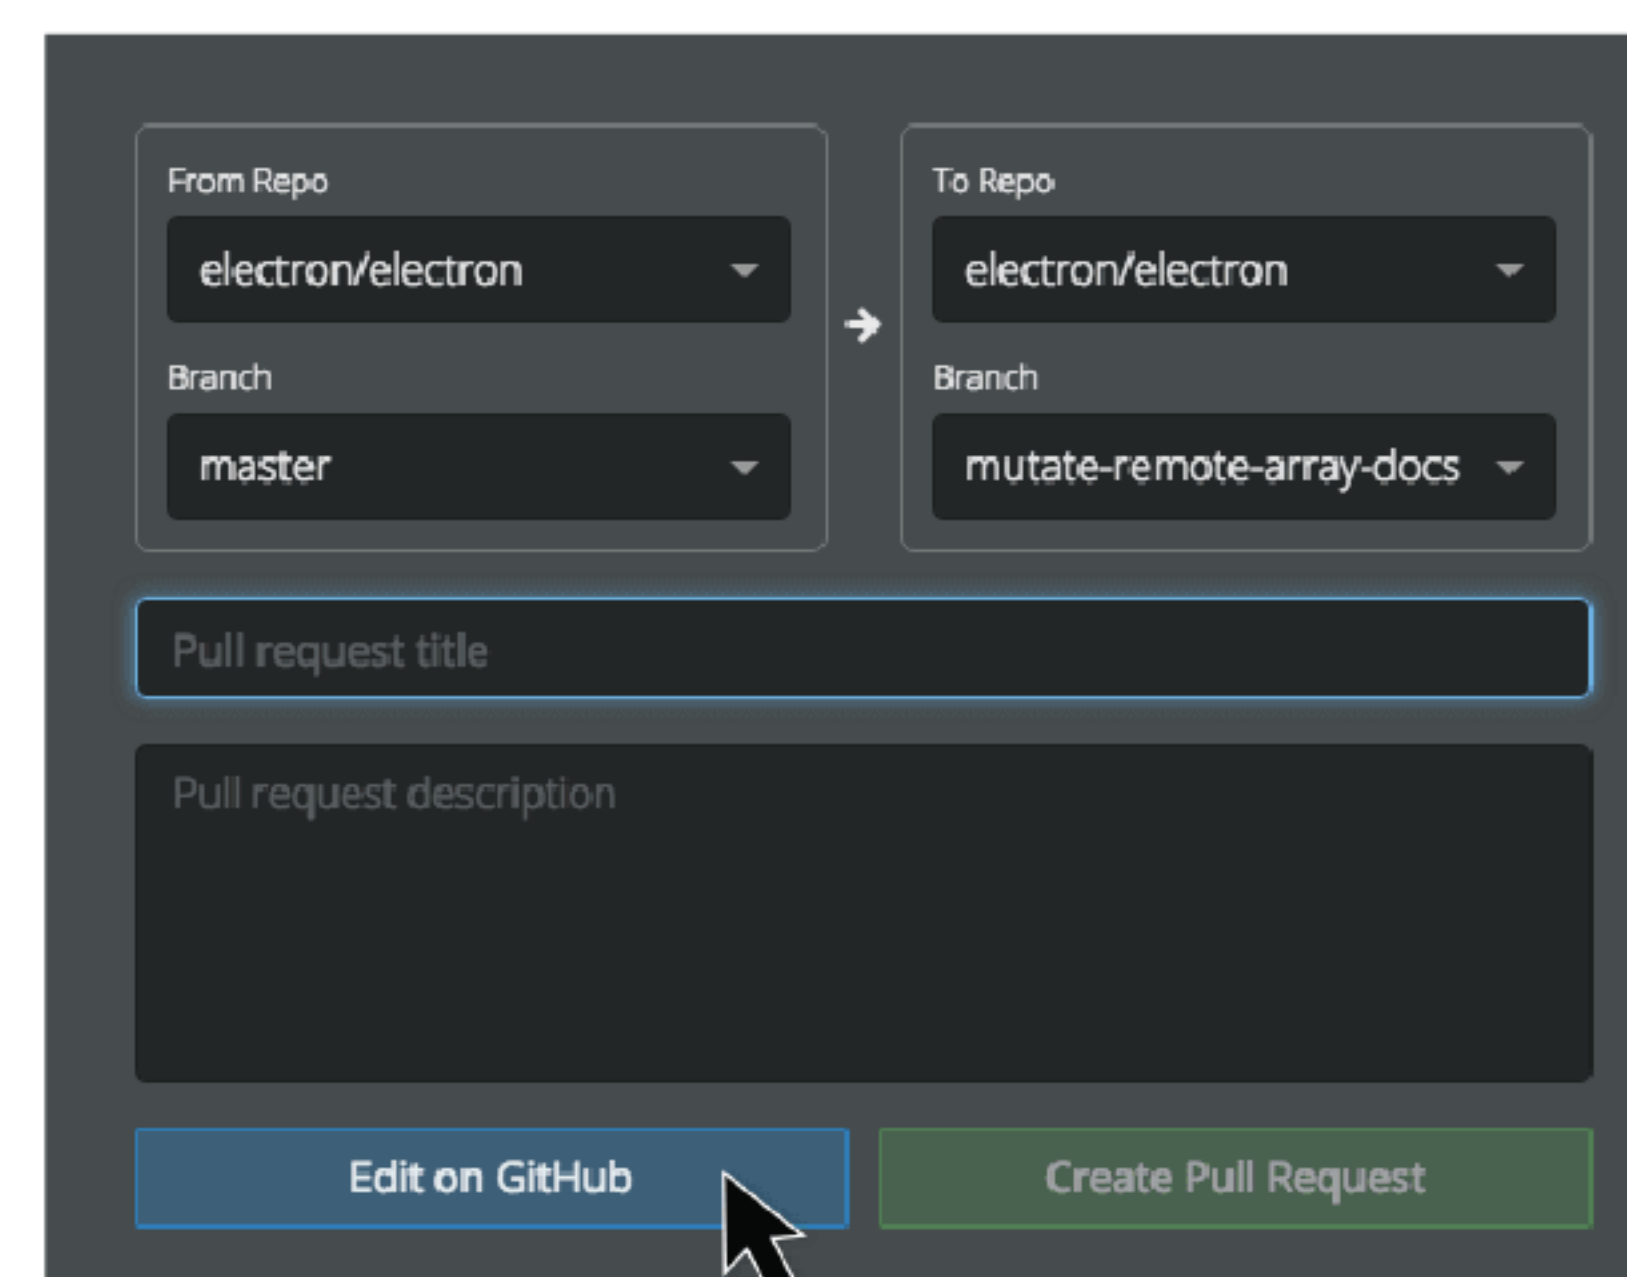 From Repo
electron/electron
Branch
master
To Repo
electron/electron
Branch
mutate-remote-array-docs
Pull request title
Pull request description
Edit on GitHub
Create Pull Request